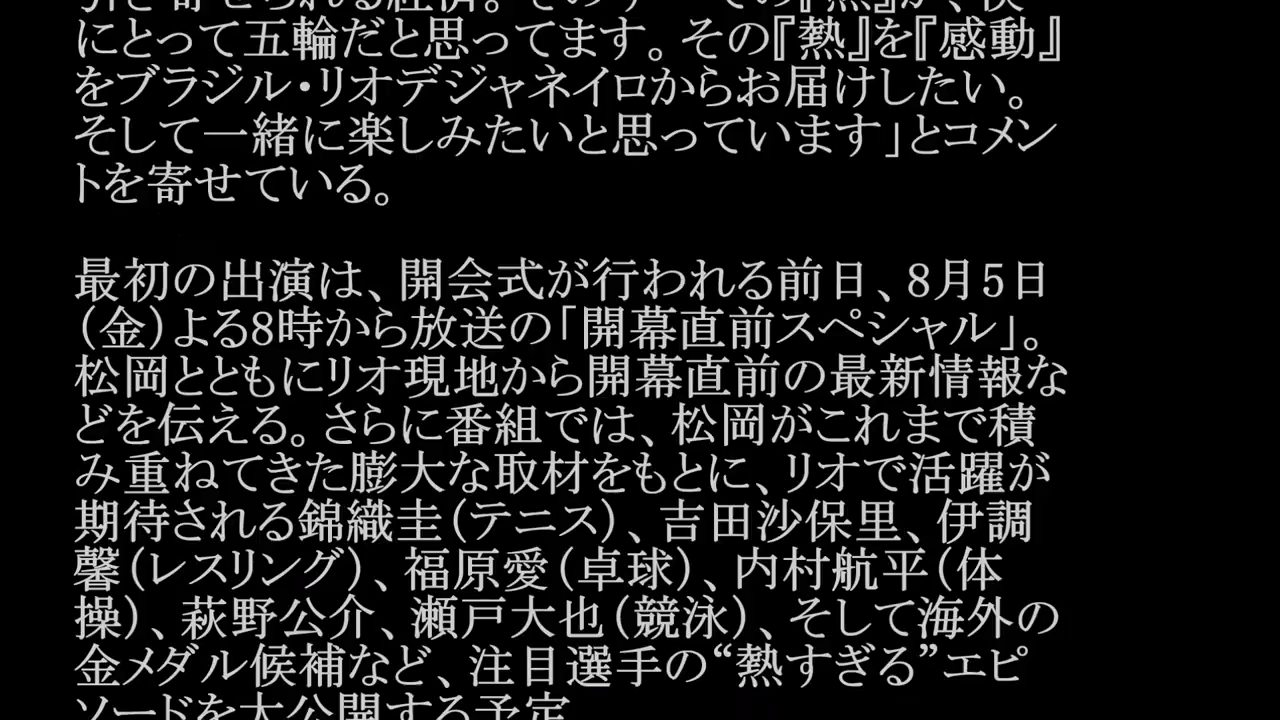 にとって五輪だと思ってます。その『熱』を『感動』
をブラジル・リオデジャネイロからお届けしたい。
そして一緒に楽しみたいと思っています」とコメン
トを寄せている。
最初の出演は、開会式が行われる前日、8月5日
（金）よる8時から放送の「開幕直前スペシャル」。
松岡とともにリオ現地から開幕直前の最新情報な
どを伝える。さらに番組では、松岡がこれまで積
み重ねてきた膨大な取材をもとに、リオで活躍が
期待される錦織圭（テニス）、吉田沙保里、伊調
馨（レスリング）、福原愛（卓球）、内村航平（体
操）、萩野公介、瀬戸大也（競泳）、そして海外の
金メダル候補など、注目選手の“熱すぎる”エピ
ソードを大公開する予定